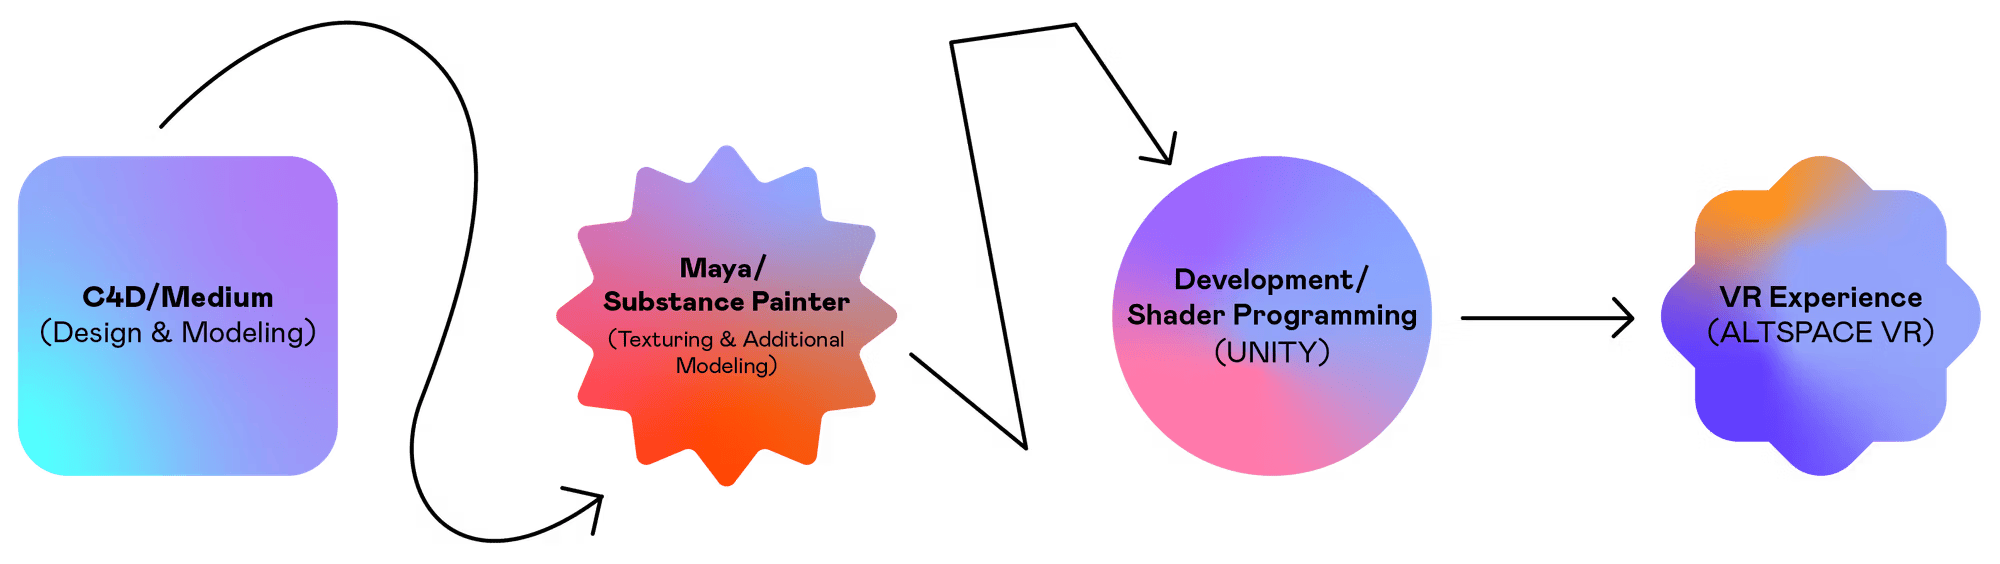 C4D/Medium
(Design & Modeling)
Maya/
Substance Painter
(Texturing & Additional
Modeling)
Development/
Shader Programming
(UNITY)
VR Experience
(ALTSPACE VR)